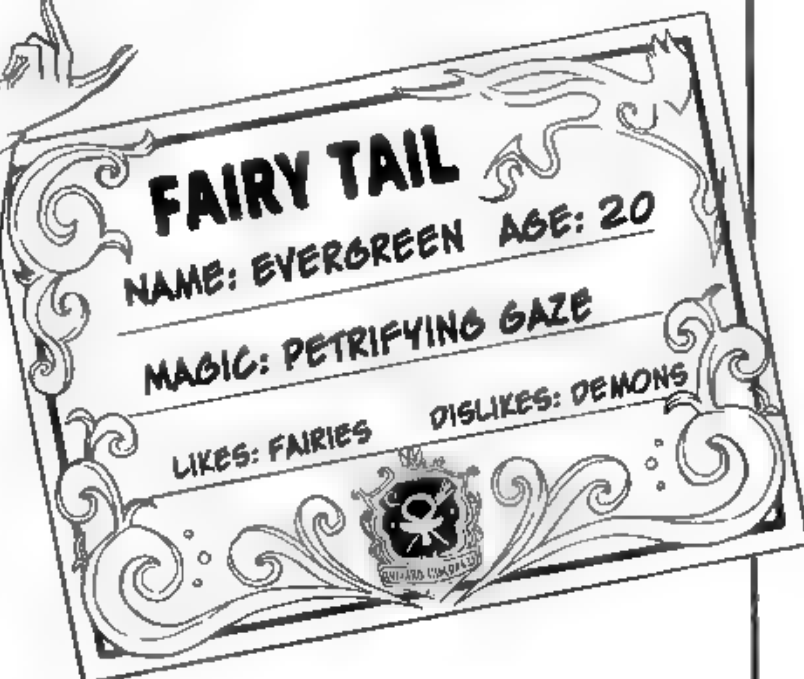 FAIRY TAIL
NAME: EVERGREEN AGE: 20
MAGIC: PETRIFYING GAZE
LIKES: FAIRIES DISLIKES: DEMONS